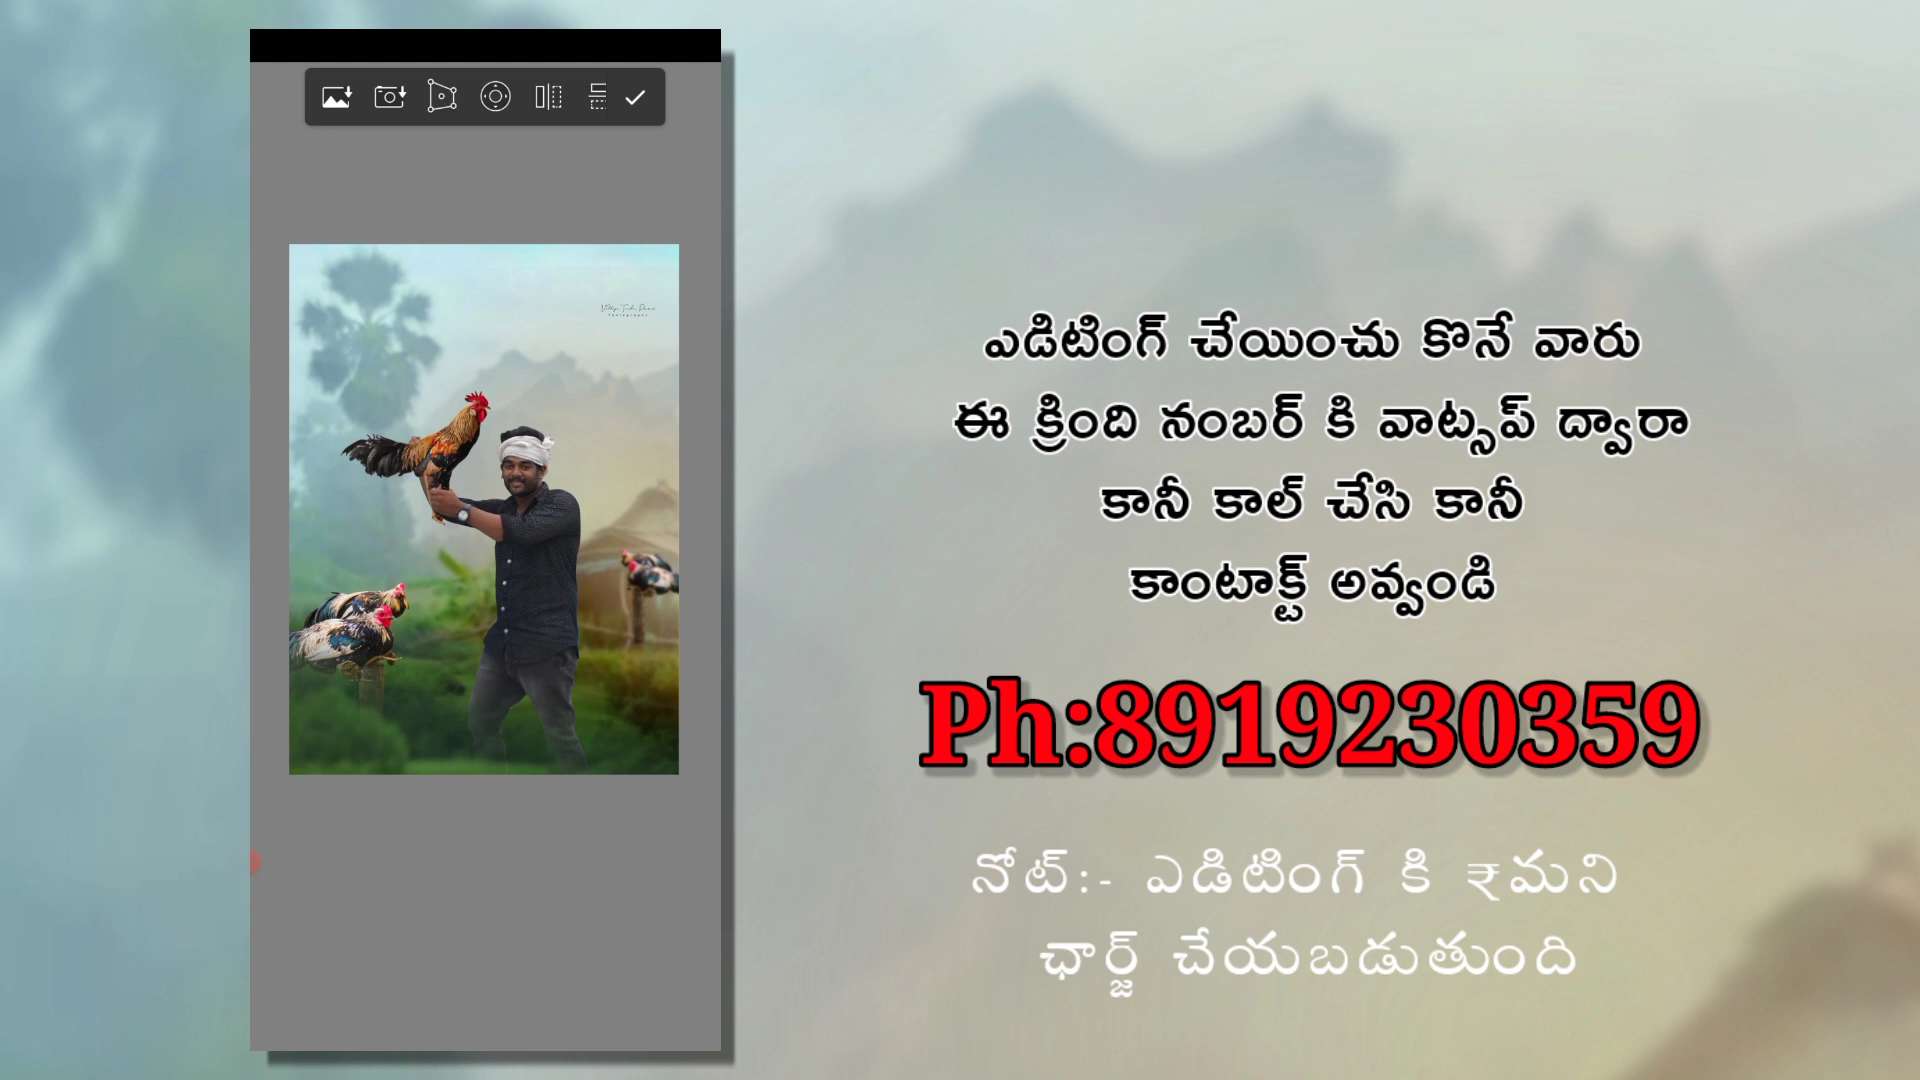 ఎడిటింగ్ చేయించు కొనే వారు
ఈ క్రింది నంబర్ కి వాట్సప్ ద్వారా
కానీ కాల్ చేసి కానీ
కాంటాక్ట్ అవ్వండి
Ph:8919230359
నోట్:- ఎడిటింగ్ కి ₹మని
ఛార్జ్ చేయబడుతుంది